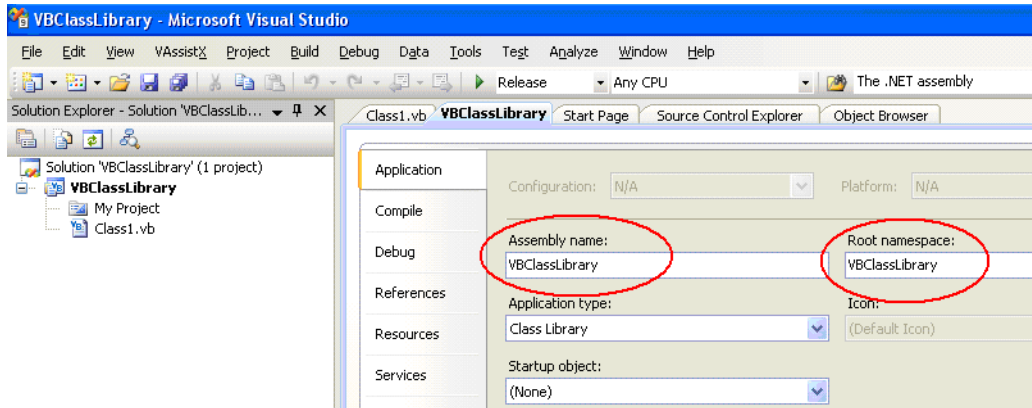 VBClassLibrary - Microsoft Visual Studio
File Edit View VAssistX Project Build Debug Data Tools Test Analyze Window Help
Release Any CPU The .NET assembly
Solution Explorer - Solution 'VBClassLib...
Class1.vb VBClassLibrary Start Page Source Control Explorer Object Browser
Solution 'VBClassLibrary' (1 project)
VBClassLibrary
My Project
Class1.vb
Application
Compile
Debug
References
Resources
Services
Configuration: N/A Platform: N/A
Assembly name: Root namespace:
VBClassLibrary VBClassLibrary
Application type: Icon:
Class Library (Default Icon)
Startup object:
(None)